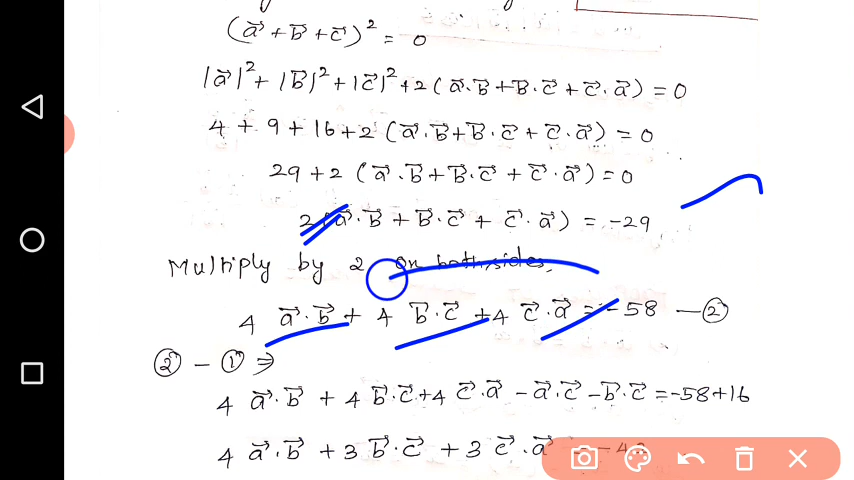 (a⃗ + b⃗ + c⃗)² = 0
|a⃗|² + |b⃗|² + |c⃗|² + 2 (a⃗.b⃗ + b⃗.c⃗ + c⃗.a⃗) = 0
4 + 9 + 16 + 2 (a⃗.b⃗ + b⃗.c⃗ + c⃗.a⃗) = 0
29 + 2 (a⃗.b⃗ + b⃗.c⃗ + c⃗.a⃗) = 0
2(a⃗.b⃗ + b⃗.c⃗ + c⃗.a⃗) = -29
Multiply by 2 on both sides,
4 a⃗.b⃗ + 4 b⃗.c⃗ + 4 c⃗.a⃗ = -58 — ②
② - ① ⇒
4 a⃗.b⃗ + 4 b⃗.c⃗ + 4 c⃗.a⃗ - a⃗.c⃗ - b⃗.c⃗ = -58 + 16
4 a⃗.b⃗ + 3 b⃗.c⃗ + 3 c⃗.a⃗